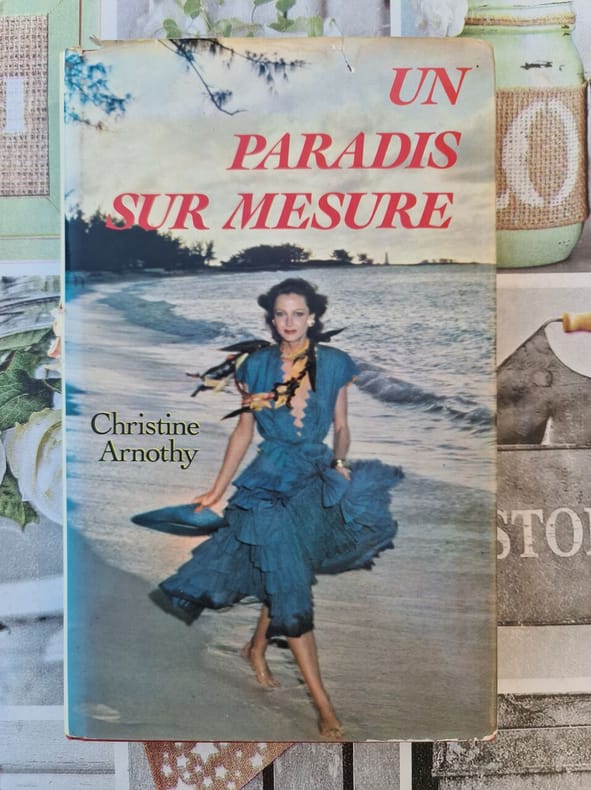 UN
PARADIS
SUR MESURE
Christine
Arnothy